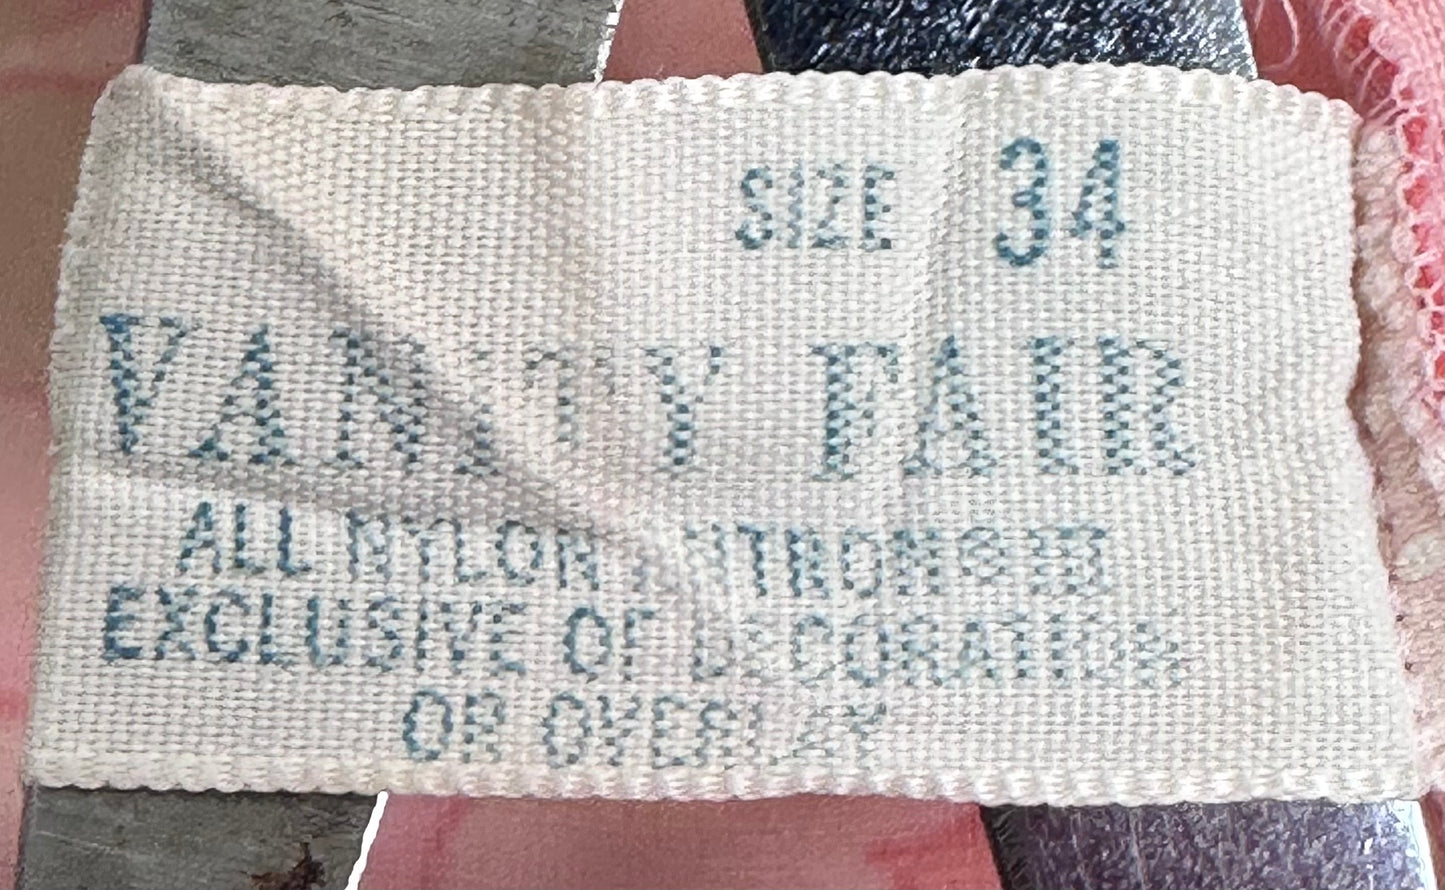 SIZE 34
VANITY FAIR
ALL NYLON ANTRON® III
EXCLUSIVE OF DECORATION
OR OVERLAY